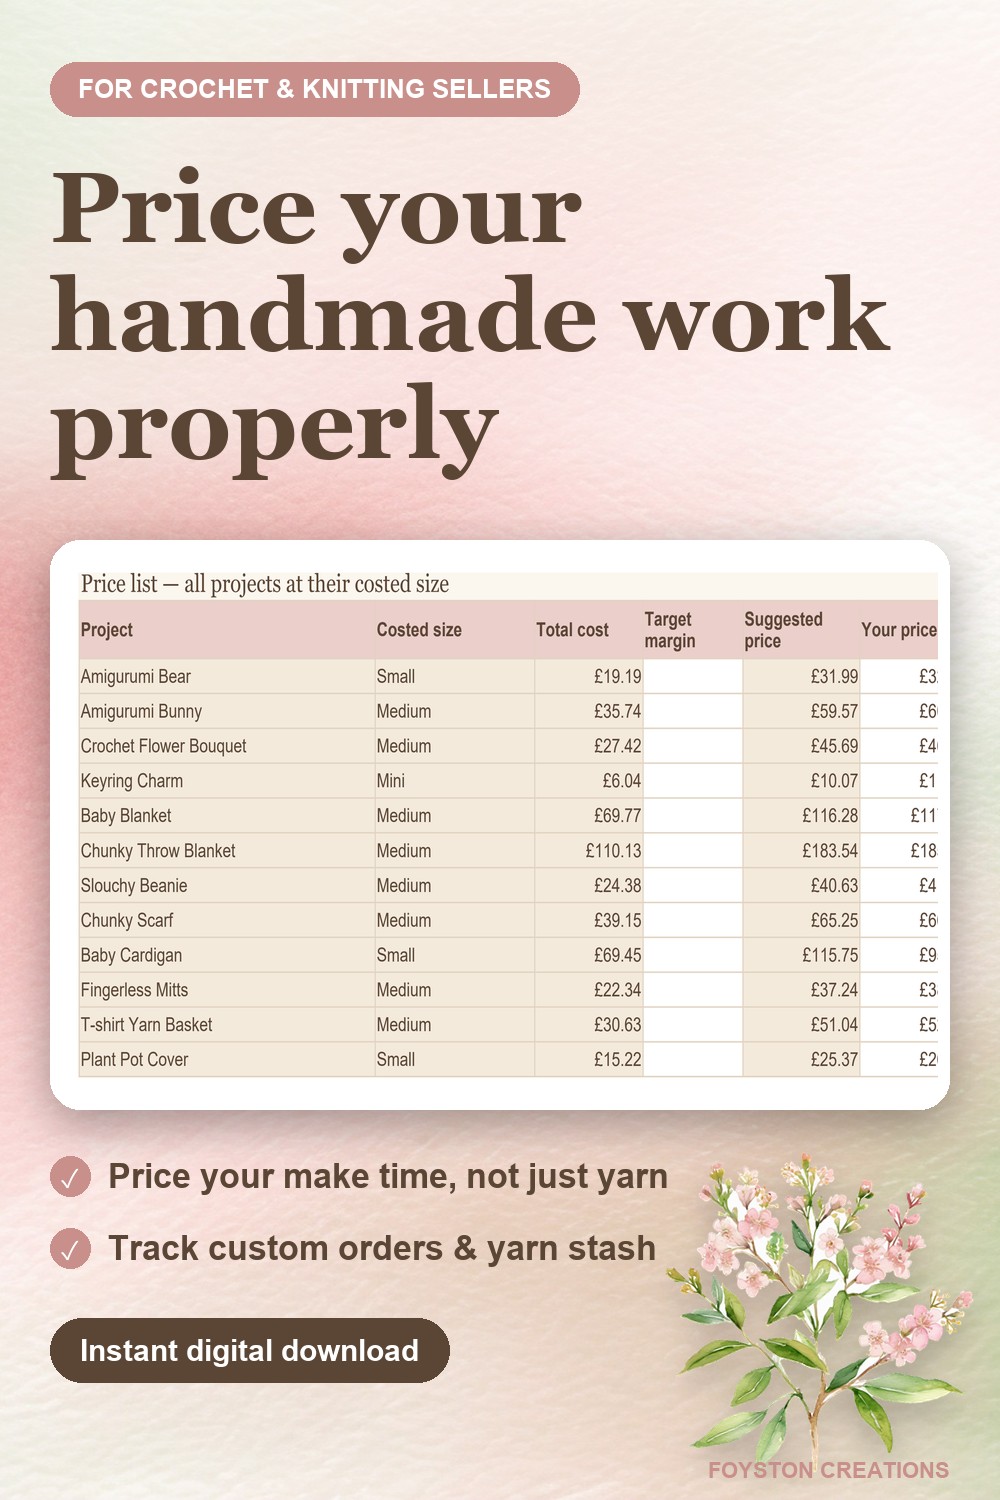 FOR CROCHET & KNITTING SELLERS
Price your
handmade work
properly
Price list — all projects at their costed size
Project Costed size Total cost Target margin Suggested price Your price
Amigurumi Bear Small £19.19 £31.99
Amigurumi Bunny Medium £35.74 £59.57
Crochet Flower Bouquet Medium £27.42 £45.69
Keyring Charm Mini £6.04 £10.07
Baby Blanket Medium £69.77 £116.28
Chunky Throw Blanket Medium £110.13 £183.54
Slouchy Beanie Medium £24.38 £40.63
Chunky Scarf Medium £39.15 £65.25
Baby Cardigan Small £69.45 £115.75
Fingerless Mitts Medium £22.34 £37.24
T-shirt Yarn Basket Medium £30.63 £51.04
Plant Pot Cover Small £15.22 £25.37
✓ Price your make time, not just yarn
✓ Track custom orders & yarn stash
Instant digital download
FOYSTON CREATIONS